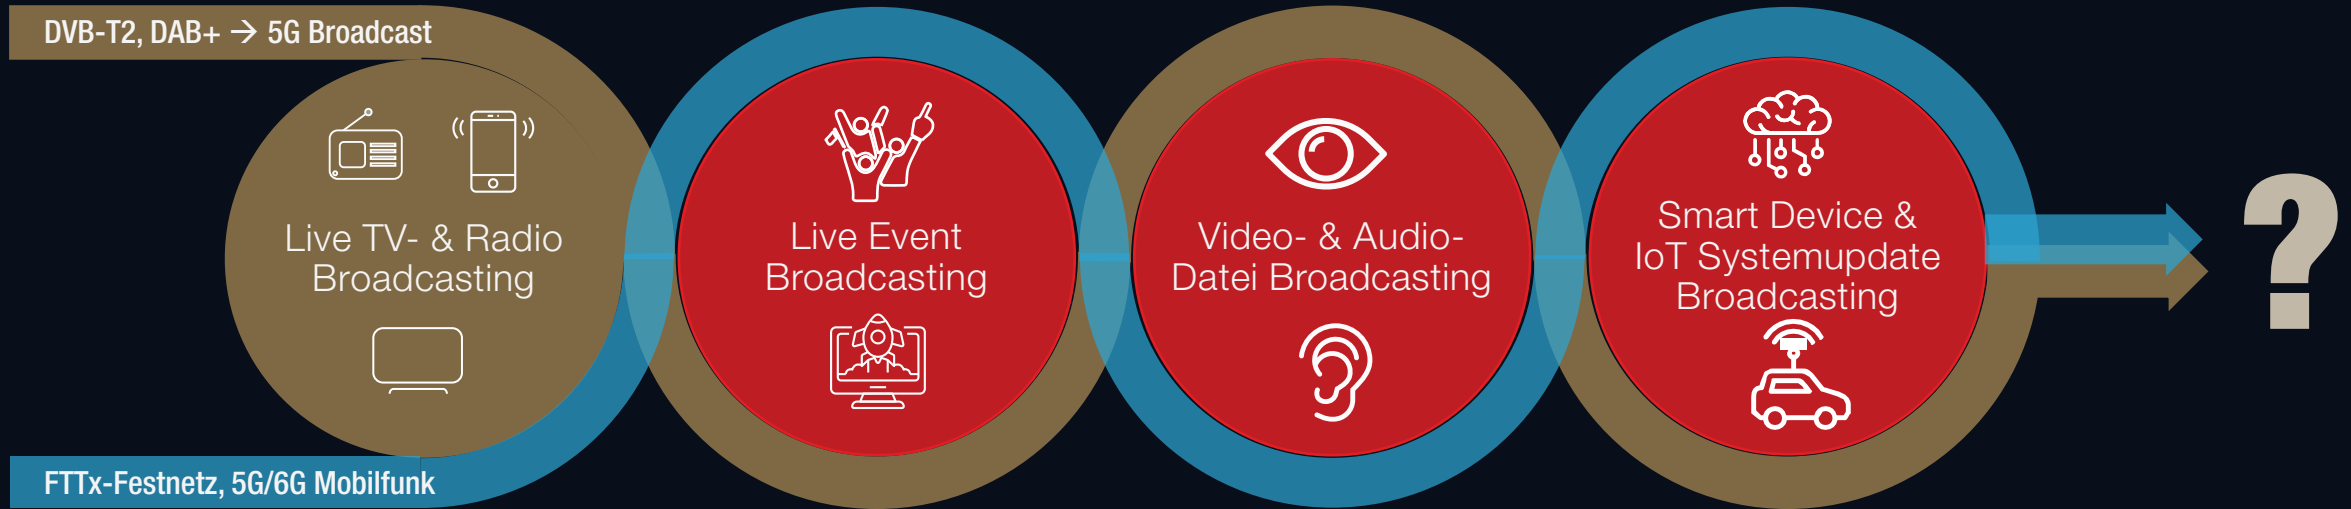 DVB-T2, DAB+ → 5G Broadcast
Live TV- & Radio
Broadcasting
Live Event
Broadcasting
Video- & Audio-
Datei Broadcasting
Smart Device &
IoT Systemupdate
Broadcasting
?
FTTx-Festnetz, 5G/6G Mobilfunk